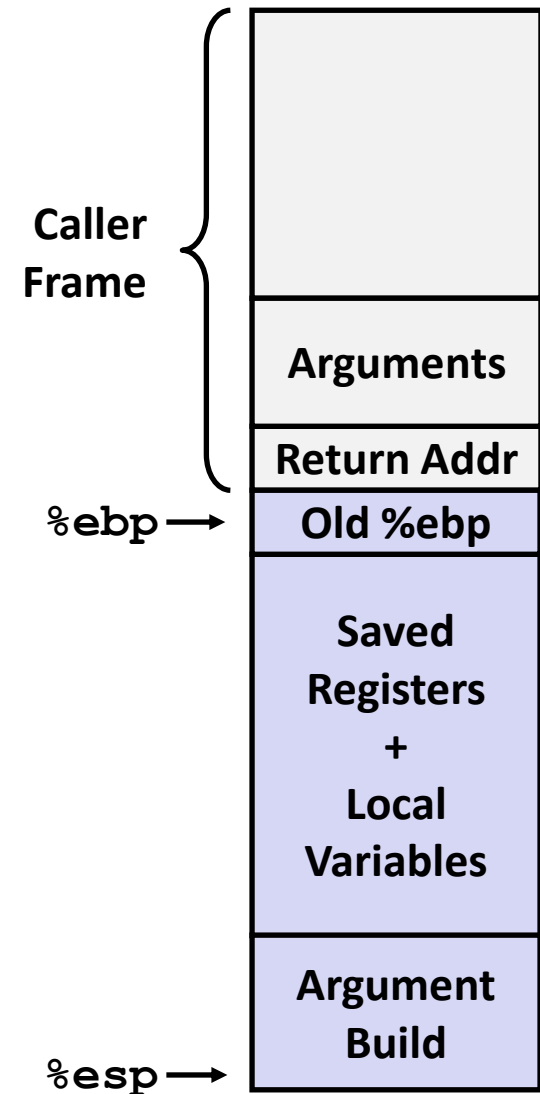 Caller
Frame
Arguments
Return Addr
%ebp
Old %ebp
Saved
Registers
+
Local
Variables
Argument
Build
%esp